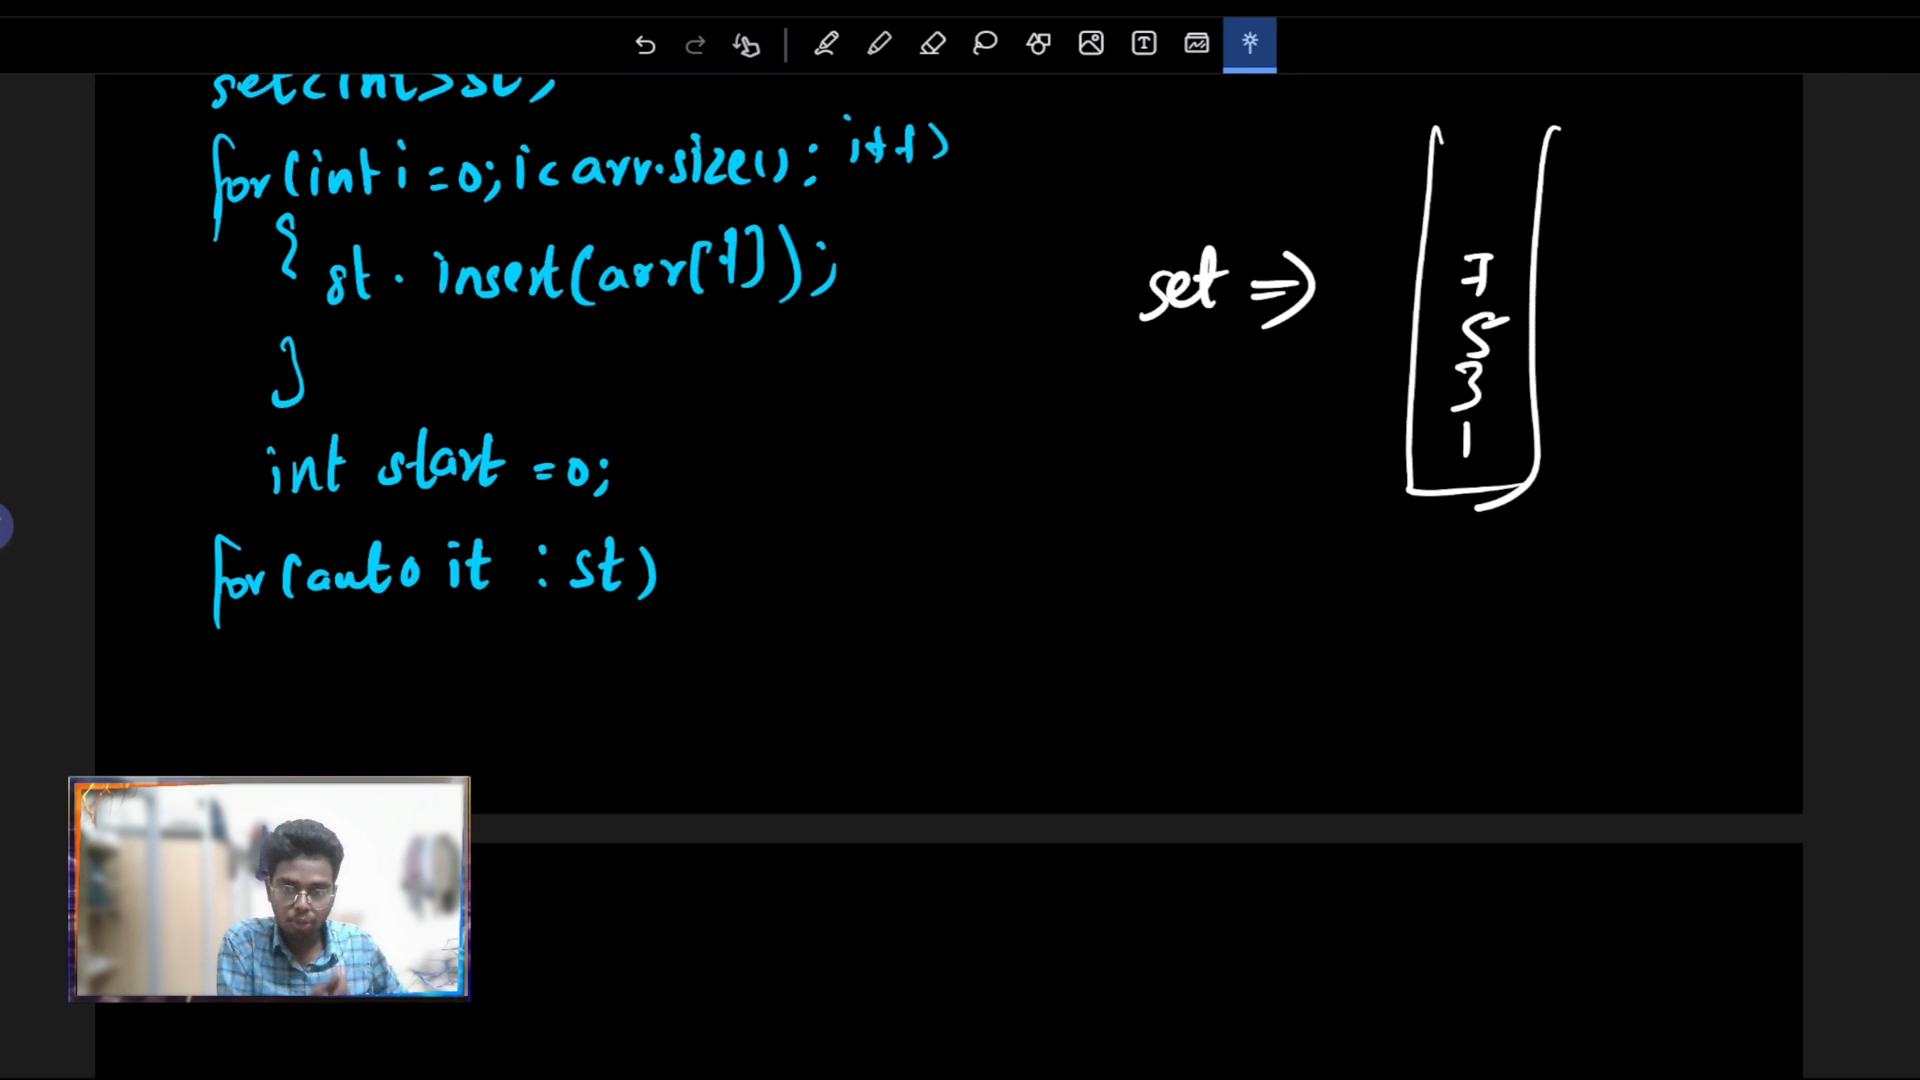 set<int>st;
for(int i=0;i< arr.size(); i++)
{ st.insert(arr[i]);
}
int start =0;
for(auto it : st)
set =>
7
5
3
1